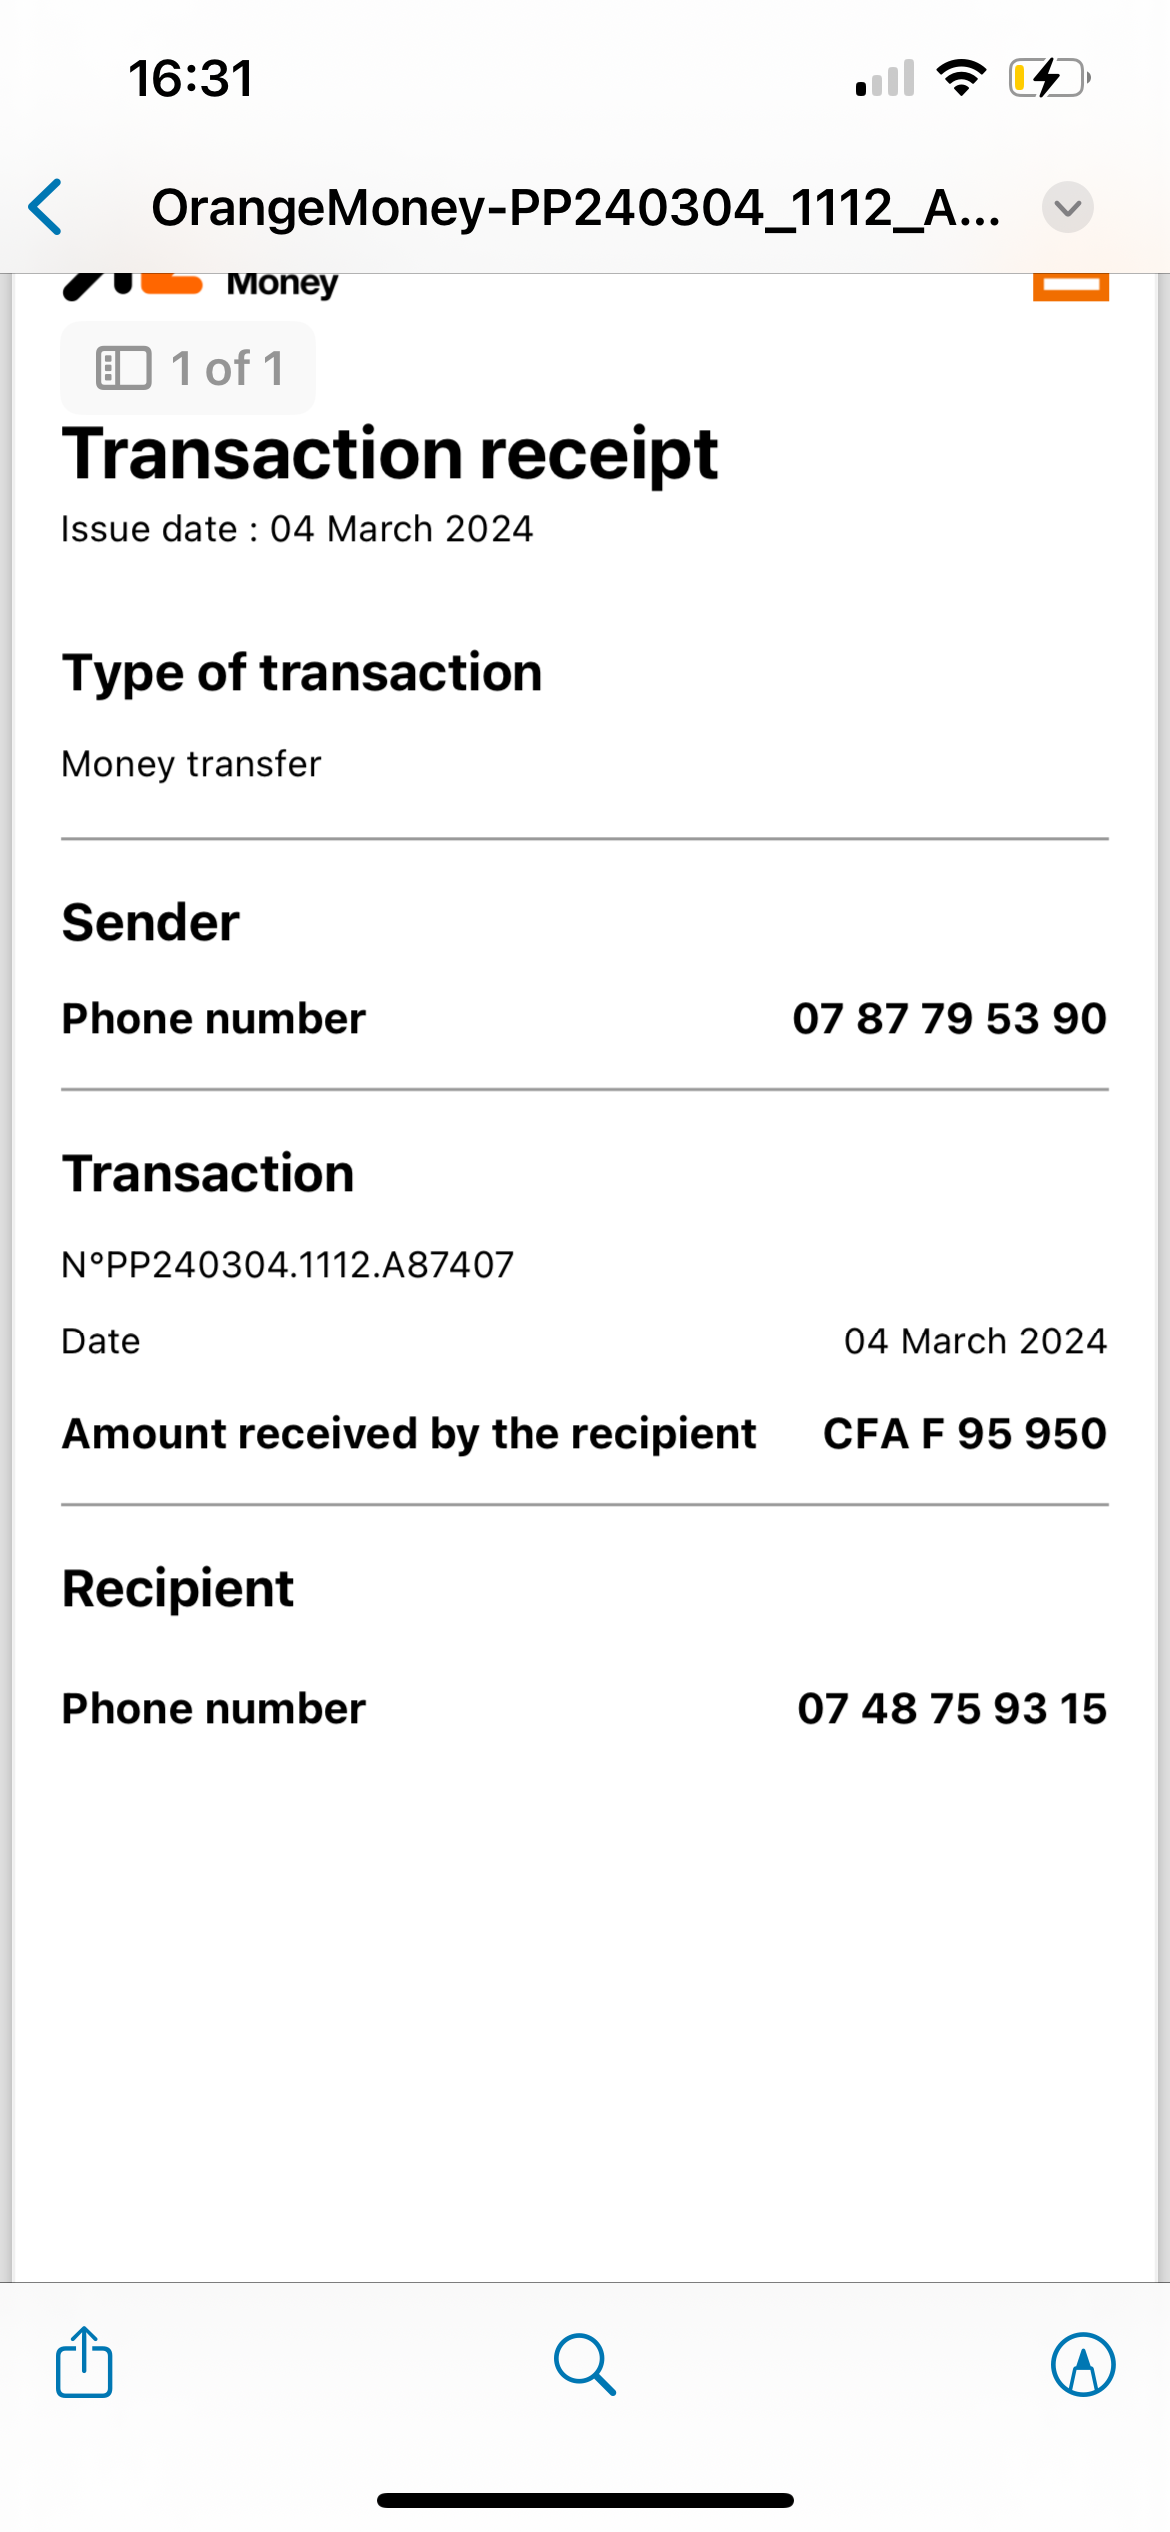 16:31
OrangeMoney-PP240304_1112_A...
Money
1 of 1
Transaction receipt
Issue date : 04 March 2024
Type of transaction
Money transfer
Sender
Phone number 07 87 79 53 90
Transaction
N°PP240304.1112.A87407
Date 04 March 2024
Amount received by the recipient CFA F 95 950
Recipient
Phone number 07 48 75 93 15